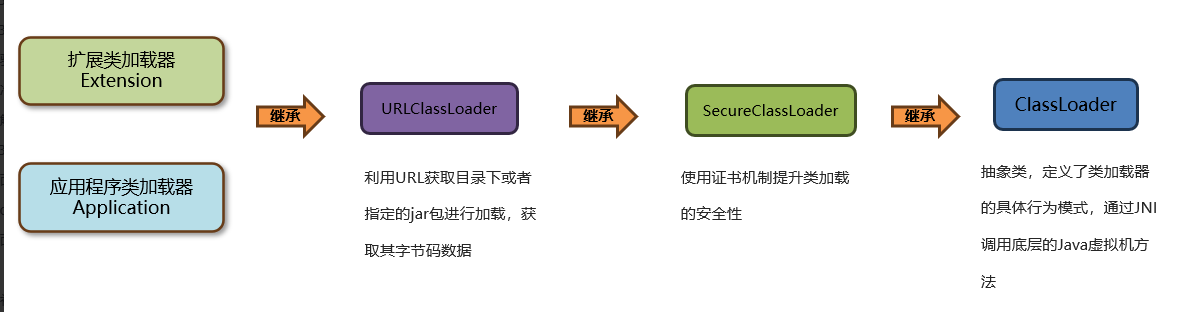 扩展类加载器
Extension
应用程序类加载器
Application
继承
URLClassLoader
利用URL获取目录下或者
指定的jar包进行加载，获
取其字节码数据
继承
SecureClassLoader
使用证书机制提升类加载
的安全性
继承
ClassLoader
抽象类，定义了类加载器
的具体行为模式，通过JNI
调用底层的Java虚拟机方
法